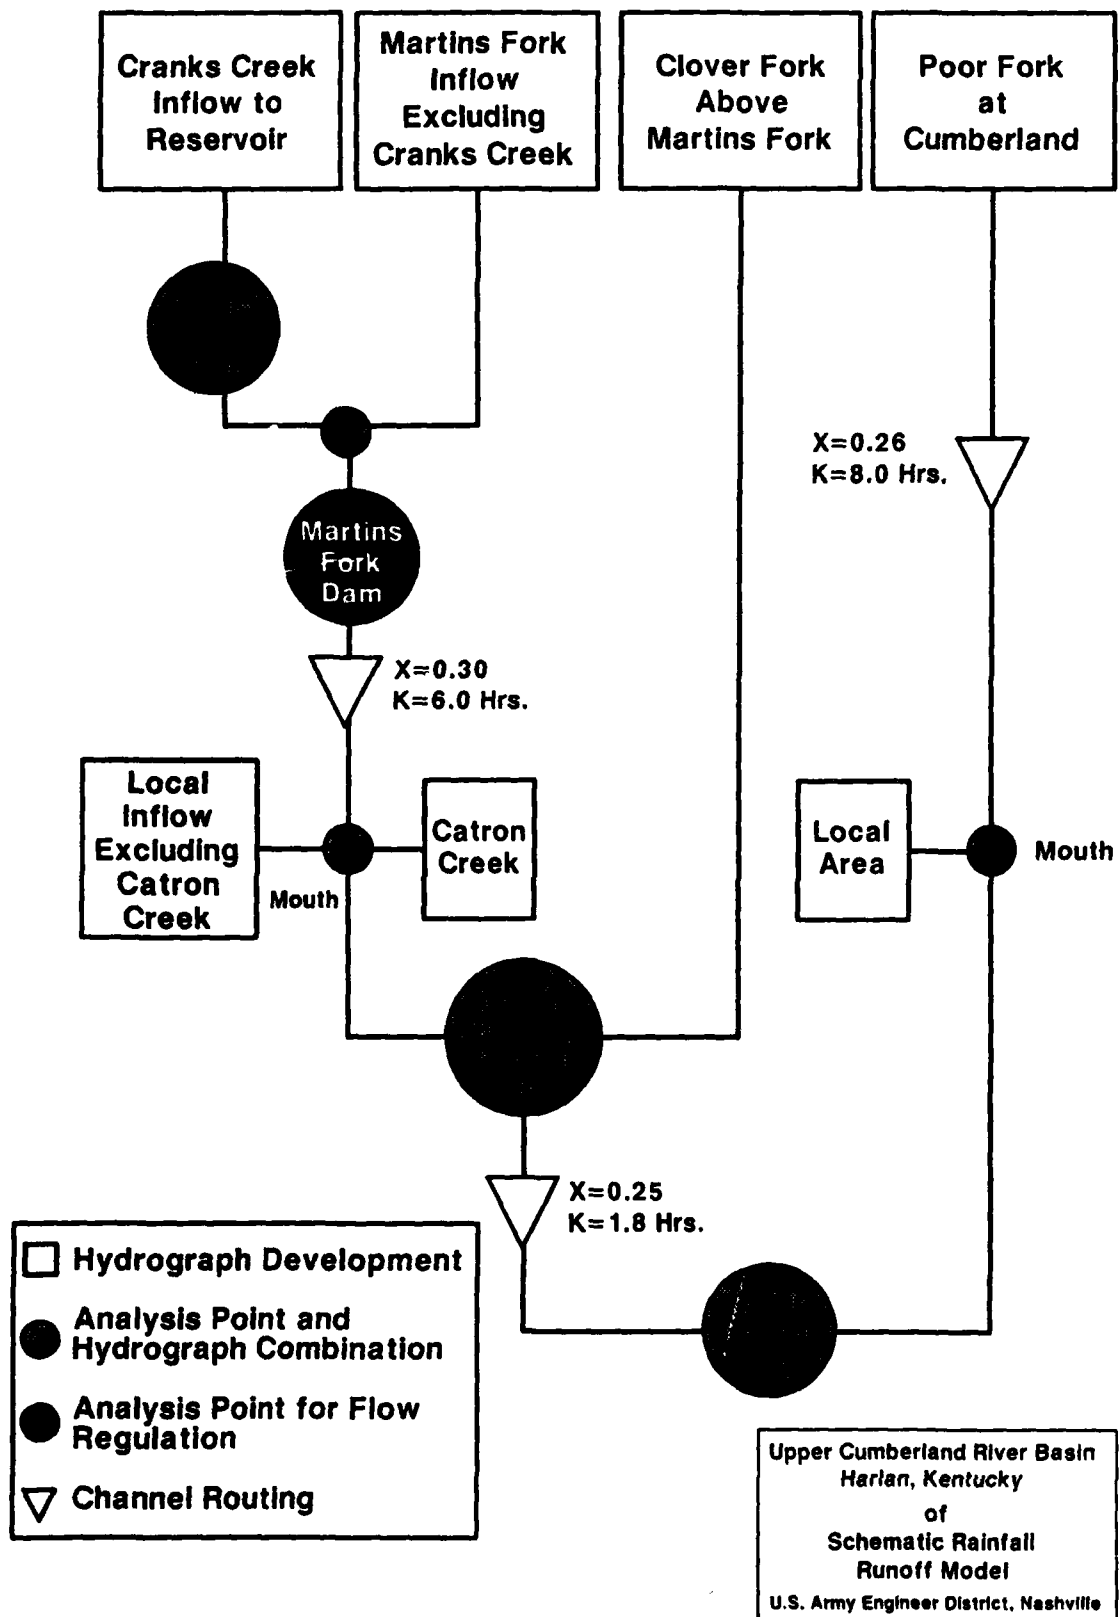 Cranks Creek
Inflow to
Reservoir
Martins Fork
Inflow
Excluding
Cranks Creek
Clover Fork
Above
Martins Fork
Poor Fork
at
Cumberland
X=0.26
K=8.0 Hrs.
Martins
Fork
Dam
X=0.30
K=6.0 Hrs.
Local
Inflow
Excluding
Catron
Creek
Mouth
Catron
Creek
Local
Area
Mouth
X=0.25
K=1.8 Hrs.
Hydrograph Development
Analysis Point and
Hydrograph Combination
Analysis Point for Flow
Regulation
Channel Routing
Upper Cumberland River Basin
Harlan, Kentucky
of
Schematic Rainfall
Runoff Model
U.S. Army Engineer District, Nashville